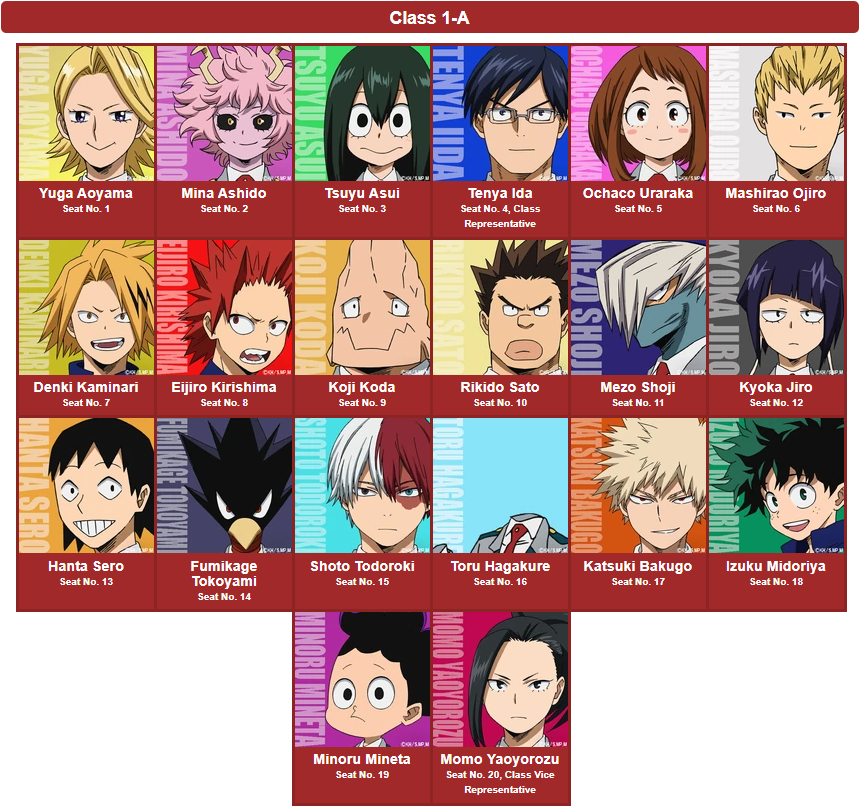 Class 1-A
YUGA AOYAMA
Yuga Aoyama
Seat No. 1
MINA ASHIDO
Mina Ashido
Seat No. 2
TSUYU ASUI
Tsuyu Asui
Seat No. 3
TENYA IIDA
Tenya Ida
Seat No. 4, Class
Representative
OCHACO URARAKA
Ochaco Uraraka
Seat No. 5
MASHIRAO OJIRO
Mashirao Ojiro
Seat No. 6
DENKI KAMINARI
Denki Kaminari
Seat No. 7
EIJIRO KIRISHIMA
Eijiro Kirishima
Seat No. 8
KOJI KODA
Koji Koda
Seat No. 9
RIKIDO SATO
Rikido Sato
Seat No. 10
MEZO SHOJI
Mezo Shoji
Seat No. 11
KYOKA JIRO
Kyoka Jiro
Seat No. 12
HANTA SERO
Hanta Sero
Seat No. 13
FUMIKAGE TOKOYAMI
Fumikage
Tokoyami
Seat No. 14
SHOTO TODOROKI
Shoto Todoroki
Seat No. 15
TORU HAGAKURE
Toru Hagakure
Seat No. 16
KATSUKI BAKUGO
Katsuki Bakugo
Seat No. 17
IZUKU MIDORIYA
Izuku Midoriya
Seat No. 18
MINORU MINETA
Minoru Mineta
Seat No. 19
MOMO YAOYOROZU
Momo Yaoyorozu
Seat No. 20, Class Vice
Representative